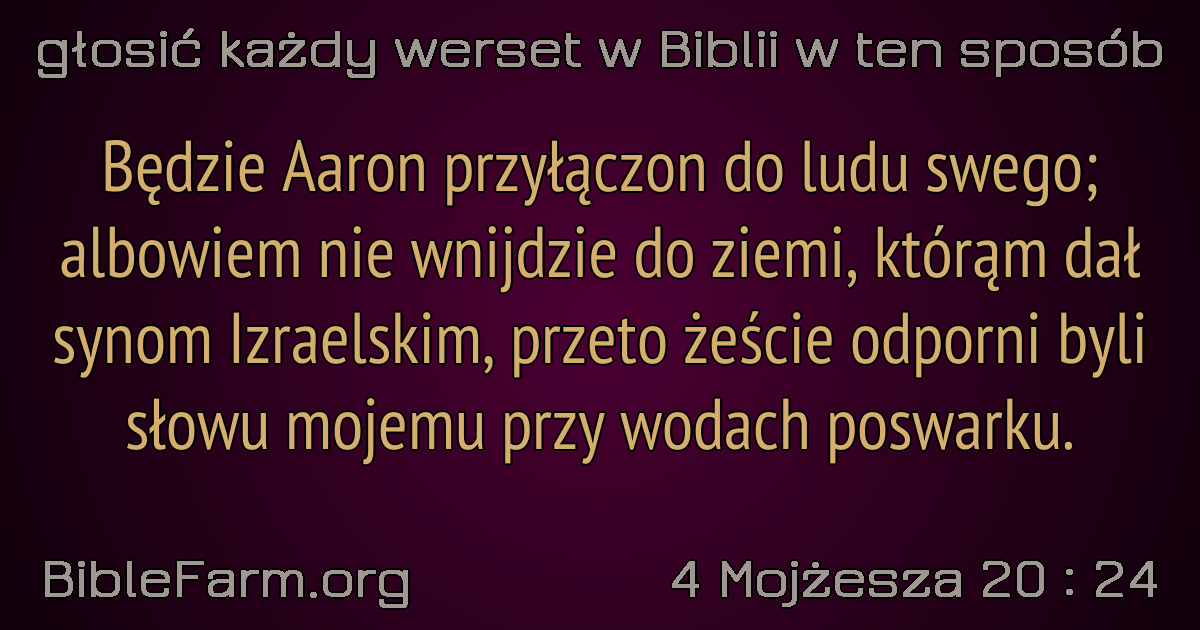 głosić każdy werset w Biblii w ten sposób
Będzie Aaron przyłączon do ludu swego;
albowiem nie wnijdzie do ziemi, którąm dał
synom Izraelskim, przeto żeście odporni byli
słowu mojemu przy wodach poswarku.
BibleFarm.org
4 Mojżesza 20 : 24